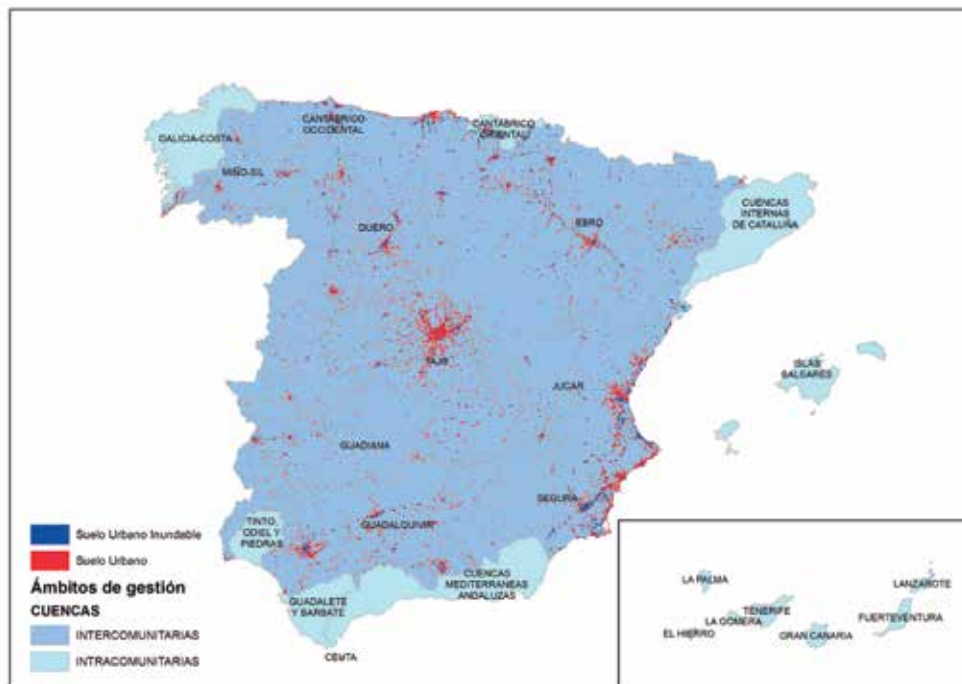 GALICIA-COSTA
CANTÁBRICO
OCCIDENTAL
CANTÁBRICO
ORIENTAL
MIÑO-SIL
DUERO
EBRO
CUENCAS
INTERNAS
DE CATALUÑA
TAJO
ISLAS
BALEARES
JUCAR
GUADIANA
SEGURA
TINTO,
ODIEL Y
PIEDRAS
GUADALQUIVIR
CUENCAS
MEDITERRANEAS
ANDALUZAS
GUADALETE
Y BARBATE
CEUTA
Suelo Urbano Inundable
Suelo Urbano
Ámbitos de gestión
CUENCAS
INTERCOMUNITARIAS
INTRACOMUNITARIAS
LA PALMA
LANZAROTE
TENERIFE
LA GOMERA
FUERTEVENTURA
EL HIERRO
GRAN CANARIA